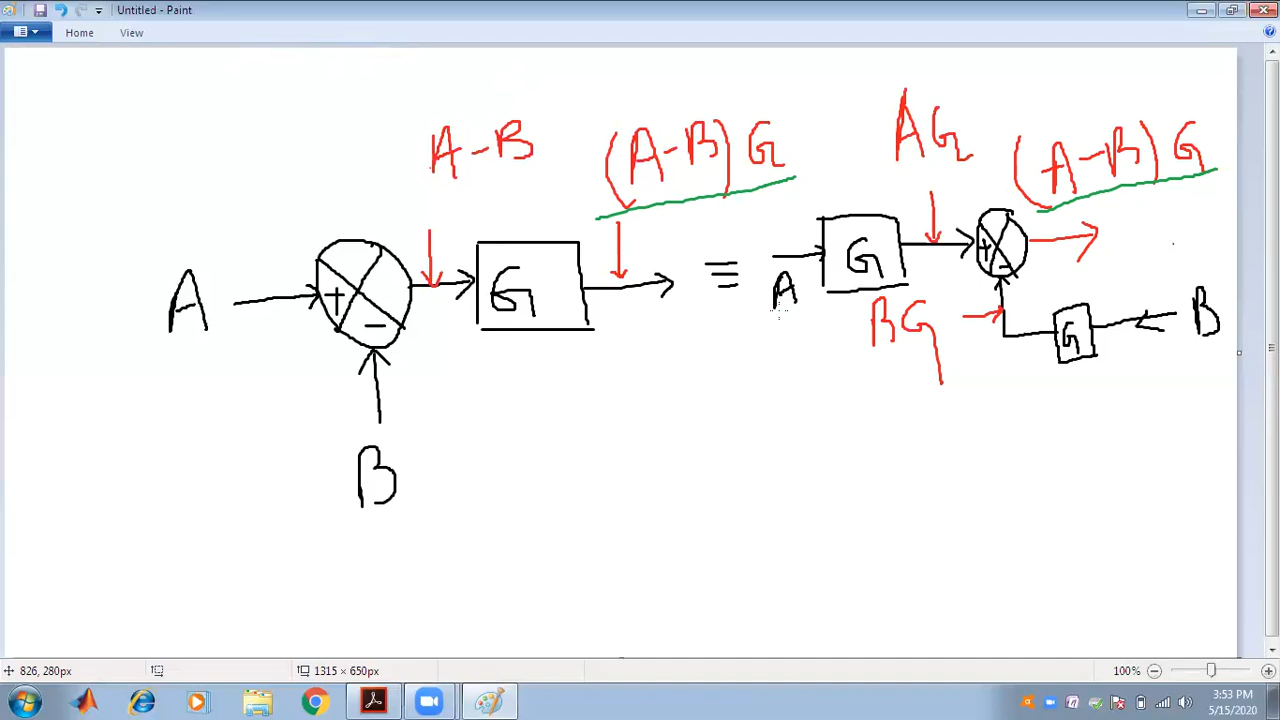 Untitled - Paint
Home View
A - B (A - B) G AG (A - B) G
A + - G ≡ A G + -
BG G B
B
826, 280px 1315 × 650px 100%
3:53 PM
5/15/2020